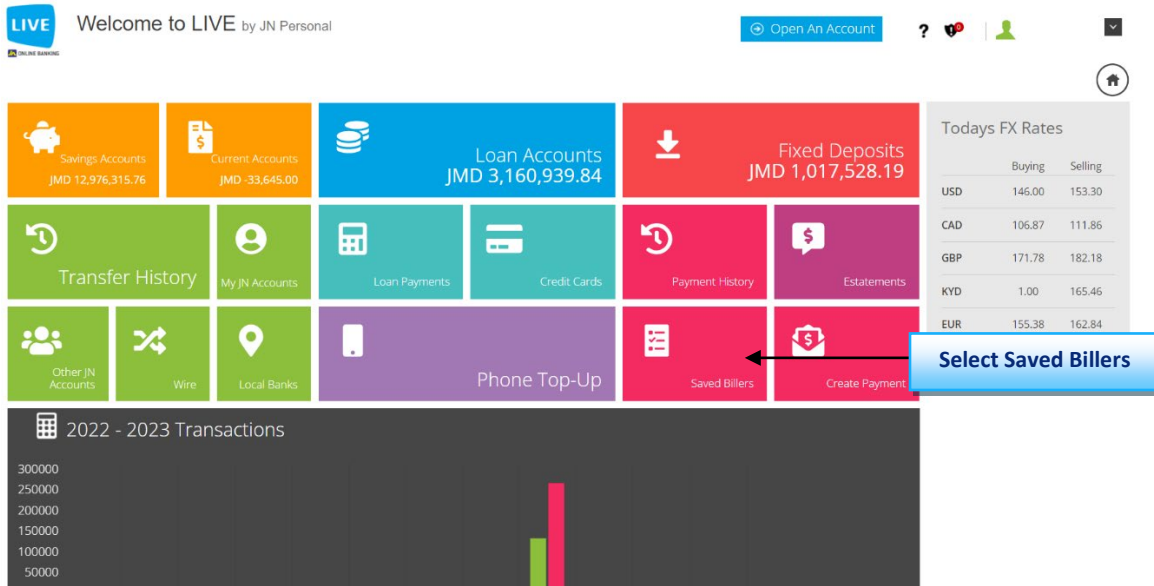 LIVE
JN ONLINE BANKING
Welcome to LIVE by JN Personal
Open An Account
?
0
Savings Accounts
JMD 12,976,315.76
$
Current Accounts
JMD -33,645.00
Loan Accounts
JMD 3,160,939.84
Fixed Deposits
JMD 1,017,528.19
Todays FX Rates
Buying Selling
USD 146.00 153.30
CAD 106.87 111.86
GBP 171.78 182.18
KYD 1.00 165.46
EUR 155.38 162.84
Transfer History
My JN Accounts
Loan Payments
Credit Cards
Payment History
$
Estatements
Other JN
Accounts
Wire
Local Banks
Phone Top-Up
Saved Billers
$
Create Payment
Select Saved Billers
2022 - 2023 Transactions
300000
250000
200000
150000
100000
50000